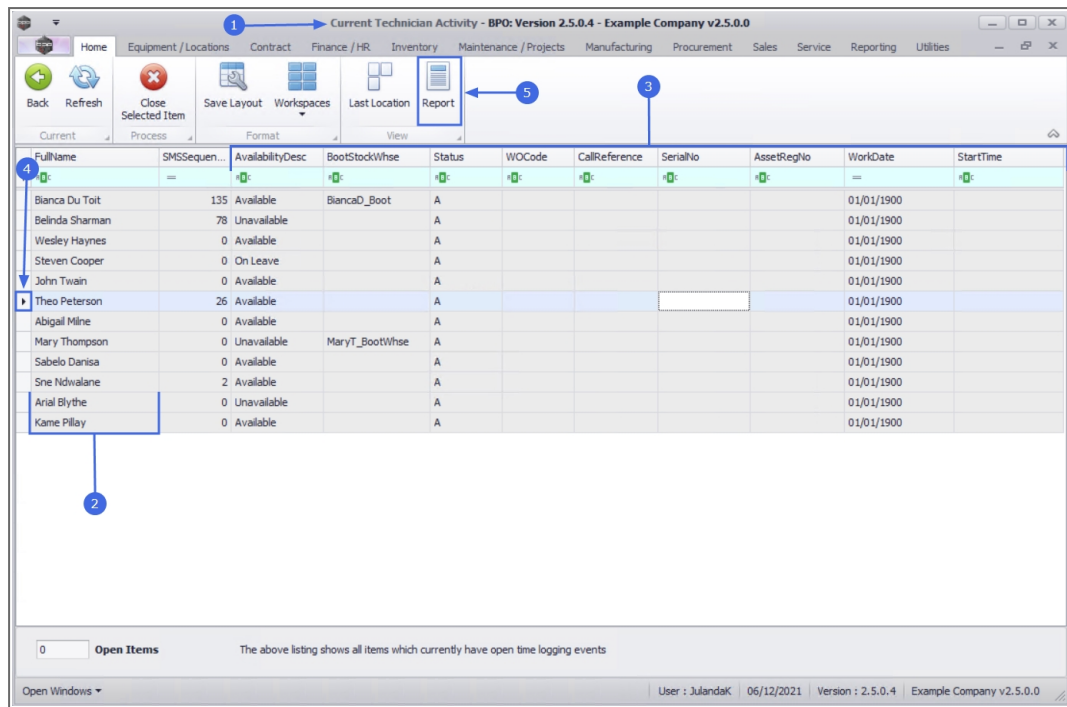 Current Technician Activity - BPO: Version 2.5.0.4 - Example Company v2.5.0.0
1
Home Equipment / Locations Contract Finance / HR Inventory Maintenance / Projects Manufacturing Procurement Sales Service Reporting Utilities
Back Refresh Close Selected Item Save Layout Workspaces Last Location Report
5
3
Current Process Format View
FullName SMSSequen... AvailabilityDesc BootStockWhse Status WOCode CallReference SerialNo AssetRegNo WorkDate StartTime
4
= =
Bianca Du Toit 135 Available BiancaD_Boot A 01/01/1900
Belinda Sharman 78 Unavailable A 01/01/1900
Wesley Haynes 0 Available A 01/01/1900
Steven Cooper 0 On Leave A 01/01/1900
John Twain 0 Available A 01/01/1900
Theo Peterson 26 Available A 01/01/1900
Abigail Milne 0 Available A 01/01/1900
Mary Thompson 0 Unavailable MaryT_BootWhse A 01/01/1900
Sabelo Danisa 0 Available A 01/01/1900
Sne Ndwalane 2 Available A 01/01/1900
Arial Blythe 0 Unavailable A 01/01/1900
Kame Pillay 0 Available A 01/01/1900
2
0 Open Items The above listing shows all items which currently have open time logging events
Open Windows User : JulandaK 06/12/2021 Version : 2.5.0.4 Example Company v2.5.0.0